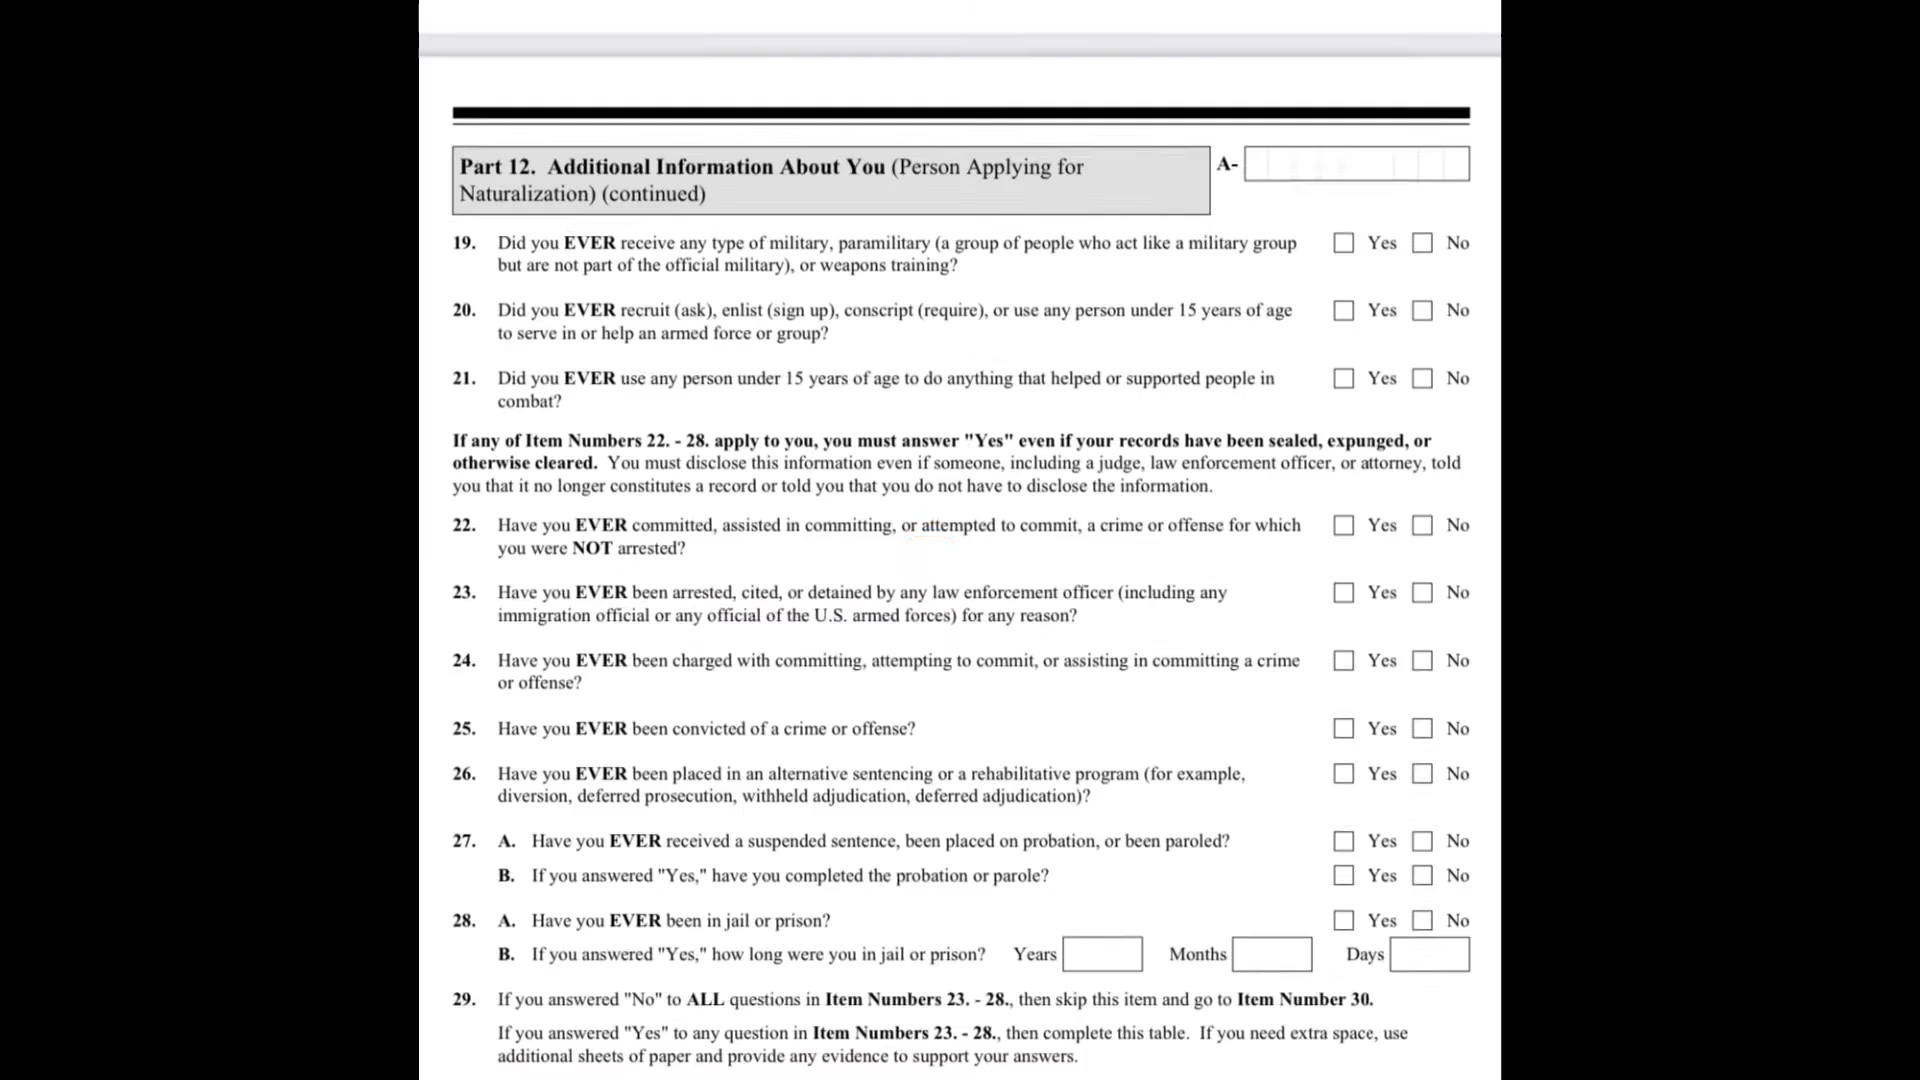 Part 12. Additional Information About You (Person Applying for
Naturalization) (continued)
A-
19. Did you EVER receive any type of military, paramilitary (a group of people who act like a military group Yes No
but are not part of the official military), or weapons training?
20. Did you EVER recruit (ask), enlist (sign up), conscript (require), or use any person under 15 years of age Yes No
to serve in or help an armed force or group?
21. Did you EVER use any person under 15 years of age to do anything that helped or supported people in Yes No
combat?
If any of Item Numbers 22. - 28. apply to you, you must answer "Yes" even if your records have been sealed, expunged, or
otherwise cleared. You must disclose this information even if someone, including a judge, law enforcement officer, or attorney, told
you that it no longer constitutes a record or told you that you do not have to disclose the information.
22. Have you EVER committed, assisted in committing, or attempted to commit, a crime or offense for which Yes No
you were NOT arrested?
23. Have you EVER been arrested, cited, or detained by any law enforcement officer (including any Yes No
immigration official or any official of the U.S. armed forces) for any reason?
24. Have you EVER been charged with committing, attempting to commit, or assisting in committing a crime Yes No
or offense?
25. Have you EVER been convicted of a crime or offense? Yes No
26. Have you EVER been placed in an alternative sentencing or a rehabilitative program (for example, Yes No
diversion, deferred prosecution, withheld adjudication, deferred adjudication)?
27. A. Have you EVER received a suspended sentence, been placed on probation, or been paroled? Yes No
B. If you answered "Yes," have you completed the probation or parole? Yes No
28. A. Have you EVER been in jail or prison? Yes No
B. If you answered "Yes," how long were you in jail or prison? Years Months Days
29. If you answered "No" to ALL questions in Item Numbers 23. - 28., then skip this item and go to Item Number 30.
If you answered "Yes" to any question in Item Numbers 23. - 28., then complete this table. If you need extra space, use
additional sheets of paper and provide any evidence to support your answers.